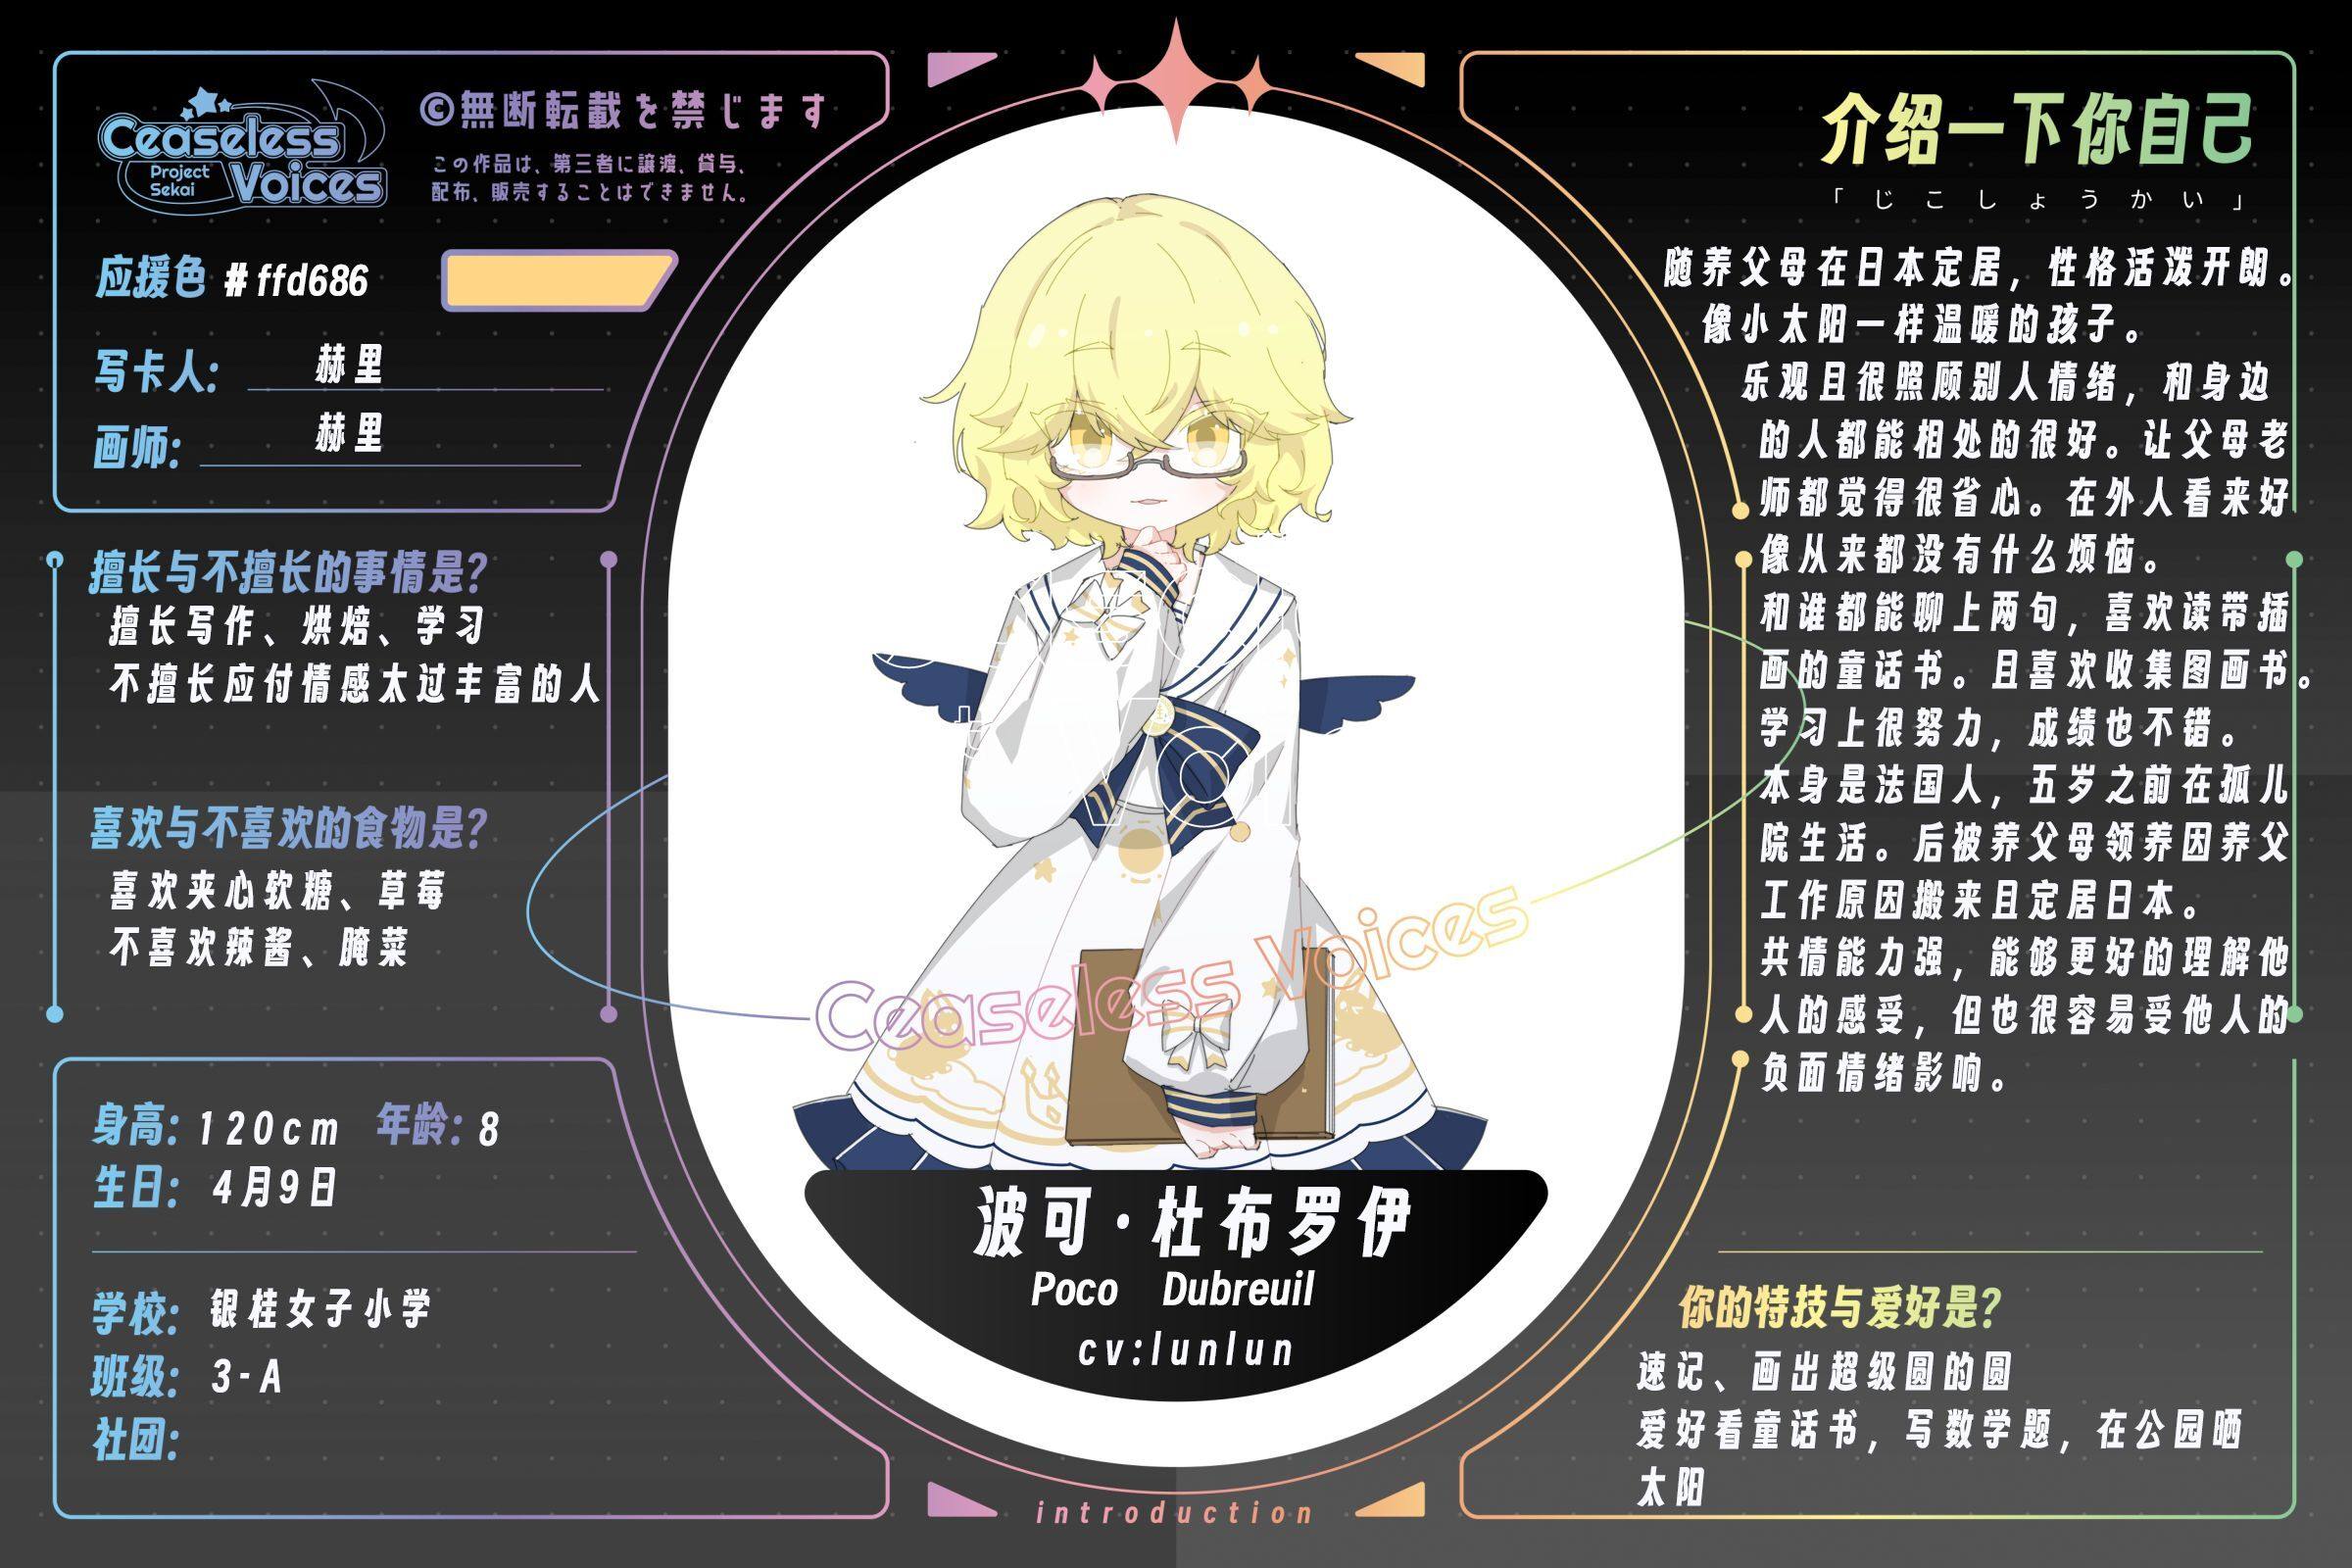 Ceaseless
Project
Sekai
Voices
©無断転載を禁じます
この作品は、第三者に譲渡、貸与、
配布、販売することはできません。
应援色 #ffd686
写卡人: 赫里
画师: 赫里
擅长与不擅长的事情是?
擅长写作、烘焙、学习
不擅长应付情感太过丰富的人
喜欢与不喜欢的食物是?
喜欢夹心软糖、草莓
不喜欢辣酱、腌菜
身高: 120cm 年龄: 8
生日: 4月9日
学校: 银桂女子小学
班级: 3-A
社团:
Ceaseless Voices
波可·杜布罗伊
Poco Dubreuil
cv:lunlun
introduction
介绍一下你自己
「じこしょうかい」
随养父母在日本定居，性格活泼开朗。
像小太阳一样温暖的孩子。
乐观且很照顾别人情绪，和身边
的人都能相处的很好。让父母老
师都觉得很省心。在外人看来好
像从来都没有什么烦恼。
和谁都能聊上两句，喜欢读带插
画的童话书。且喜欢收集图画书。
学习上很努力，成绩也不错。
本身是法国人，五岁之前在孤儿
院生活。后被养父母领养因养父
工作原因搬来且定居日本。
共情能力强，能够更好的理解他
人的感受，但也很容易受他人的
负面情绪影响。
你的特技与爱好是?
速记、画出超级圆的圆
爱好看童话书，写数学题，在公园晒
太阳